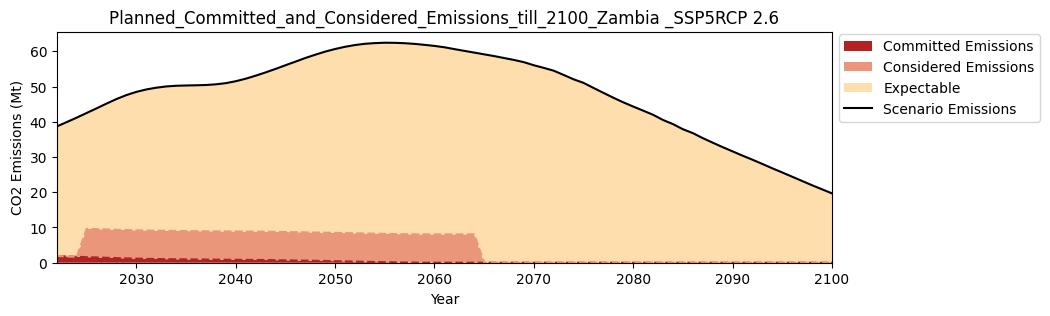 Planned_Committed_and_Considered_Emissions_till_2100_Zambia _SSP5RCP 2.6
CO2 Emissions (Mt)
60
50
40
30
20
10
0
2030 2040 2050 2060 2070 2080 2090 2100
Year
Committed Emissions
Considered Emissions
Expectable
Scenario Emissions